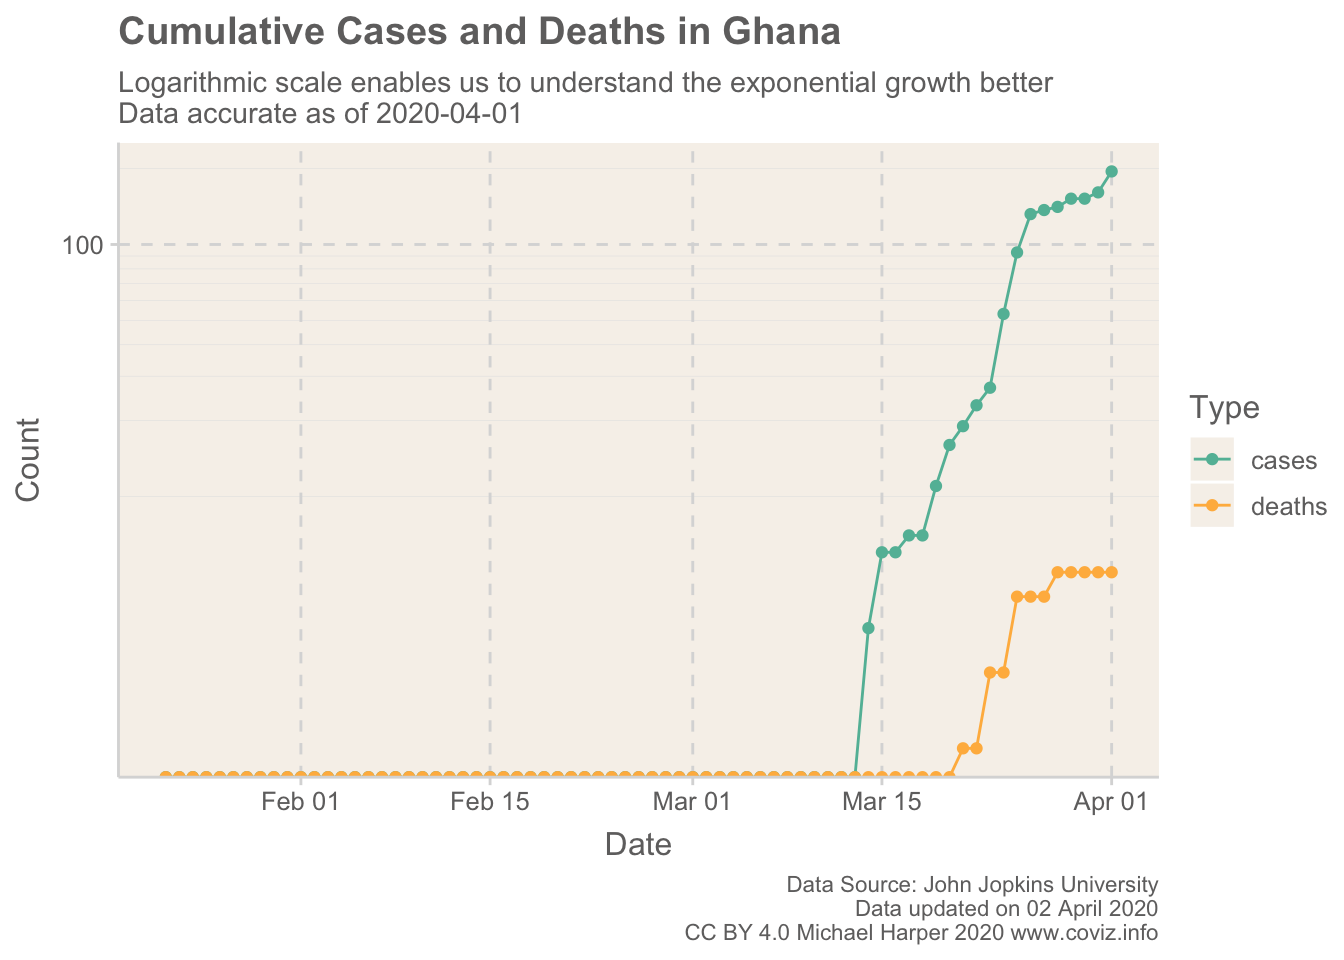 Cumulative Cases and Deaths in Ghana
Logarithmic scale enables us to understand the exponential growth better
Data accurate as of 2020-04-01
100
Count
Type
cases
deaths
Feb 01
Feb 15
Mar 01
Mar 15
Apr 01
Date
Data Source: John Jopkins University
Data updated on 02 April 2020
CC BY 4.0 Michael Harper 2020 www.coviz.info